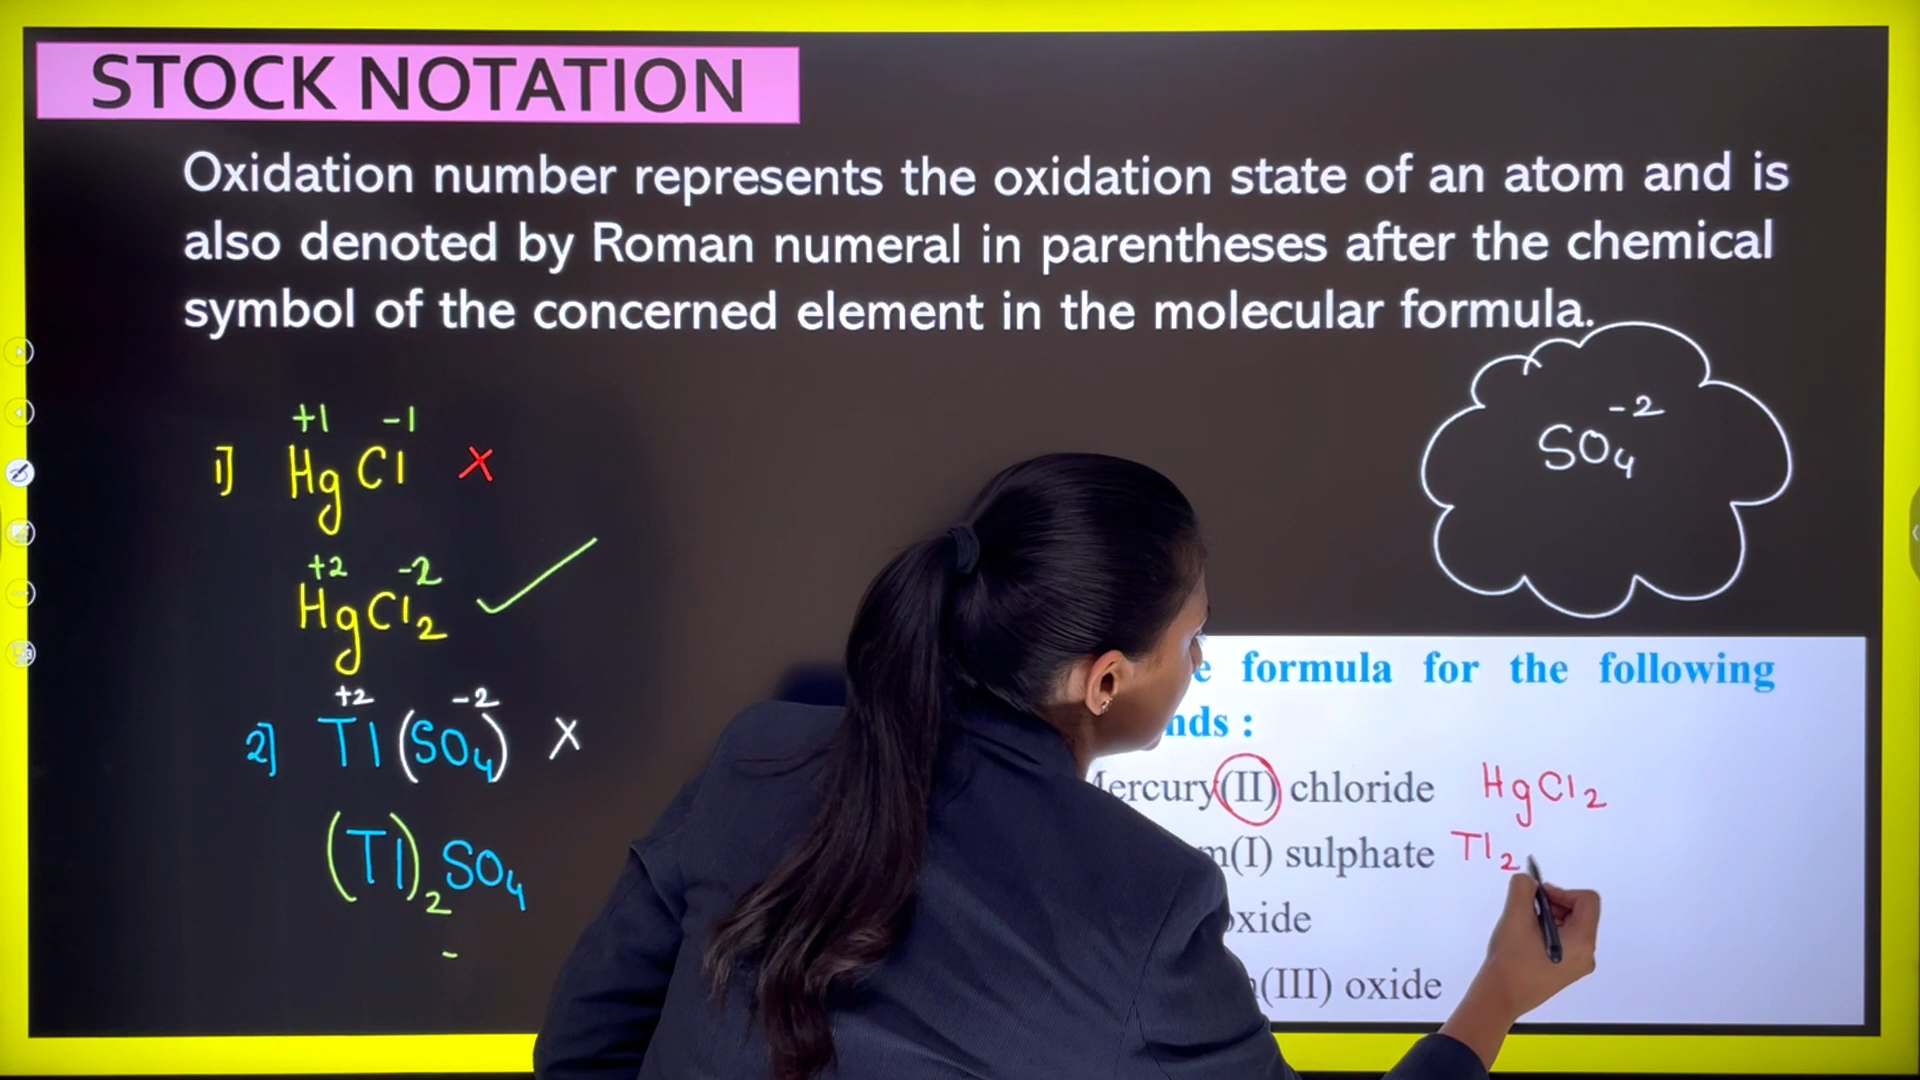 STOCK NOTATION
Oxidation number represents the oxidation state of an atom and is
also denoted by Roman numeral in parentheses after the chemical
symbol of the concerned element in the molecular formula.
SO₄⁻²
+1 -1
1] HgCl ×
+2 -2
HgCl₂ ✓
+2 -2
2] Tl(SO₄) ×
(Tl)₂SO₄
-
formula for the following
:
(II) chloride HgCl₂
(I) sulphate Tl₂
oxide
(III) oxide